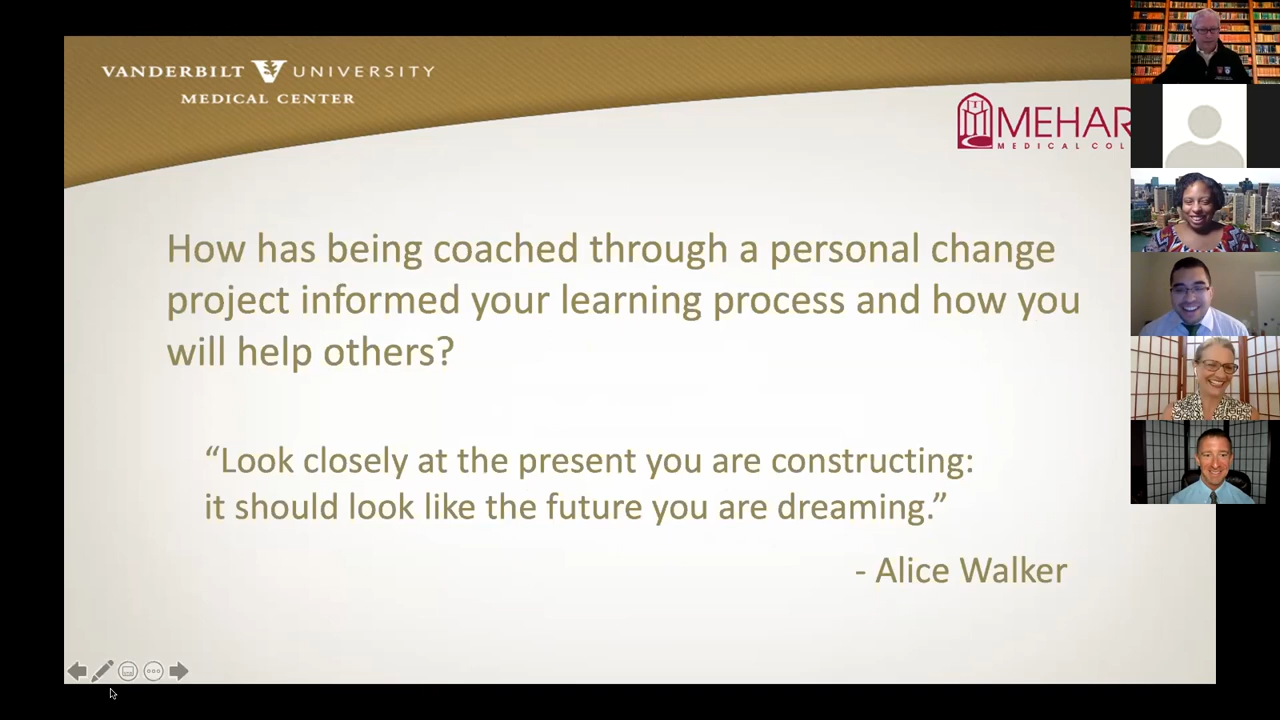 VANDERBILT UNIVERSITY
MEDICAL CENTER
MEHAR
MEDICAL COL
How has being coached through a personal change
project informed your learning process and how you
will help others?
“Look closely at the present you are constructing:
it should look like the future you are dreaming.”
- Alice Walker